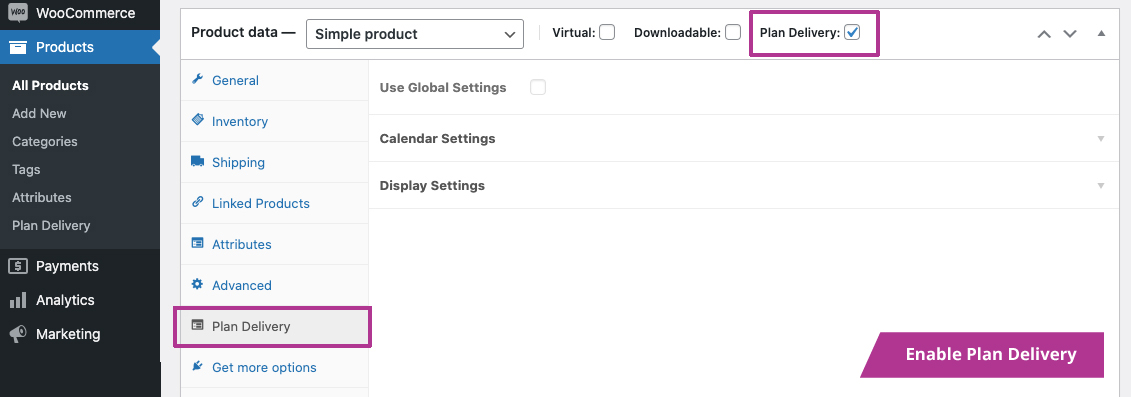 WOO WooCommerce
Products
All Products
Add New
Categories
Tags
Attributes
Plan Delivery
$ Payments
Analytics
Marketing
Product data — Simple product Virtual: Downloadable: Plan Delivery:
General
Inventory
Shipping
Linked Products
Attributes
Advanced
Plan Delivery
Get more options
Use Global Settings
Calendar Settings
Display Settings
Enable Plan Delivery